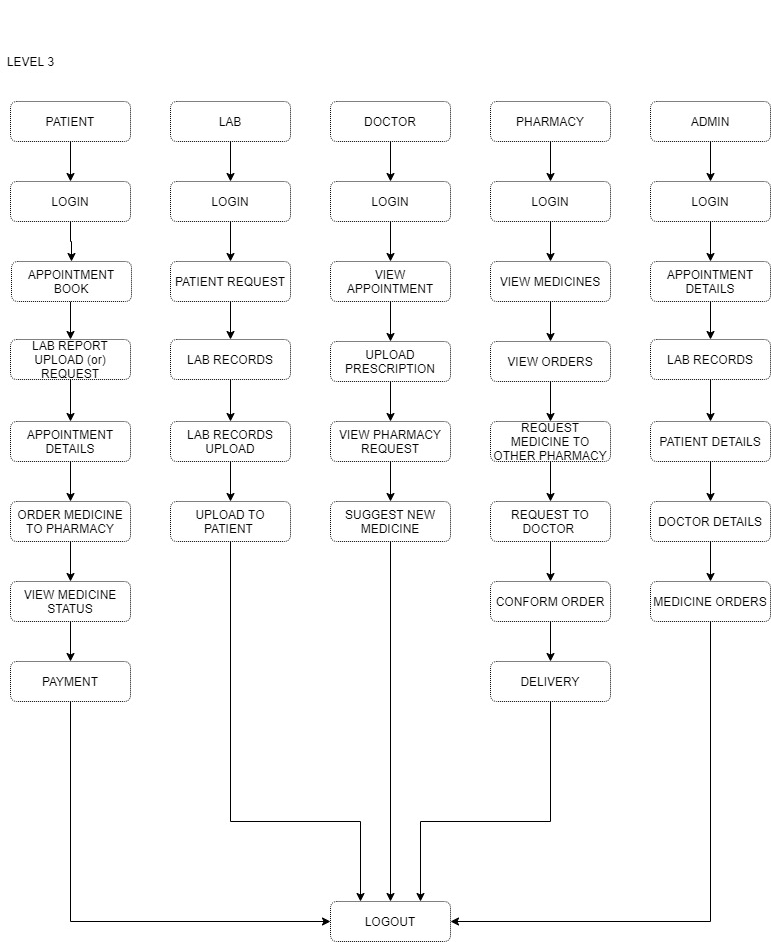 LEVEL 3
PATIENT
LAB
DOCTOR
PHARMACY
ADMIN
LOGIN
LOGIN
LOGIN
LOGIN
LOGIN
APPOINTMENT
BOOK
PATIENT REQUEST
VIEW
APPOINTMENT
VIEW MEDICINES
APPOINTMENT
DETAILS
LAB REPORT
UPLOAD (or)
REQUEST
LAB RECORDS
UPLOAD
PRESCRIPTION
VIEW ORDERS
LAB RECORDS
APPOINTMENT
DETAILS
LAB RECORDS
UPLOAD
VIEW PHARMACY
REQUEST
REQUEST
MEDICINE TO
OTHER PHARMACY
PATIENT DETAILS
ORDER MEDICINE
TO PHARMACY
UPLOAD TO
PATIENT
SUGGEST NEW
MEDICINE
REQUEST TO
DOCTOR
DOCTOR DETAILS
VIEW MEDICINE
STATUS
CONFORM ORDER
MEDICINE ORDERS
PAYMENT
DELIVERY
LOGOUT